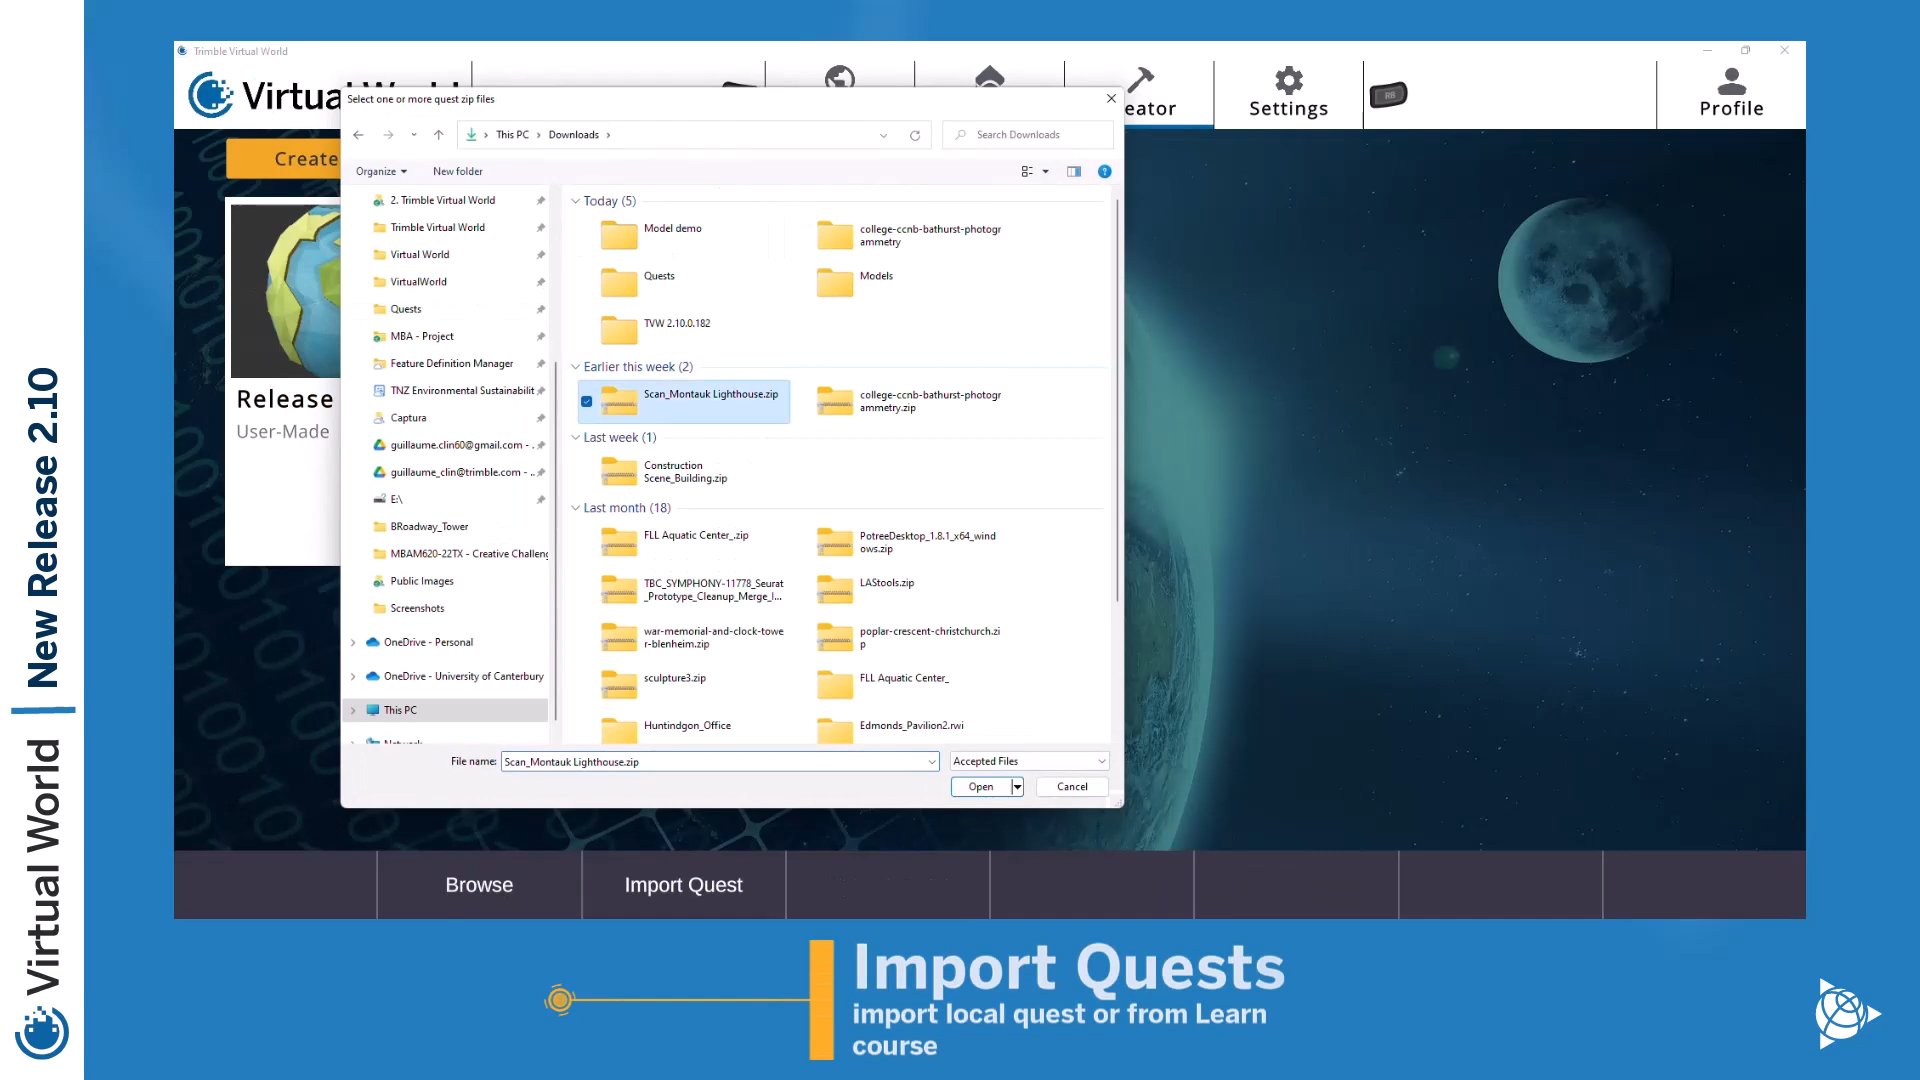 Virtual World | New Release 2.10
Trimble Virtual World
eator
Settings
RB
Profile
Create
Release
User-Made
Select one or more quest zip files
This PC
Downloads
Search Downloads
Organize
New folder
2. Trimble Virtual World
Trimble Virtual World
Virtual World
VirtualWorld
Quests
MBA - Project
Feature Definition Manager
TNZ Environmental Sustainabilit
Captura
guillaume.clin60@gmail.com - .
guillaume_clin@trimble.com - ..
E:\
BRoadway_Tower
MBAM620-22TX - Creative Challeng
Public Images
Screenshots
OneDrive - Personal
OneDrive - University of Canterbury
This PC
Network
Today (5)
Model demo
college-ccnb-bathurst-photogr
ammetry
Quests
Models
TVW 2.10.0.182
Earlier this week (2)
Scan_Montauk Lighthouse.zip
college-ccnb-bathurst-photogr
ammetry.zip
Last week (1)
Construction
Scene_Building.zip
Last month (18)
FLL Aquatic Center_.zip
PotreeDesktop_1.8.1_x64_wind
ows.zip
TBC_SYMPHONY-11778_Seurat
_Prototype_Cleanup_Merge_I...
LAStools.zip
war-memorial-and-clock-towe
r-blenheim.zip
poplar-crescent-christchurch.zi
p
sculpture3.zip
FLL Aquatic Center_
Huntindgon_Office
Edmonds_Pavilion2.rwi
File name:
Scan_Montauk Lighthouse.zip
Accepted Files
Open
Cancel
Browse
Import Quest
Import Quests
import local quest or from Learn
course